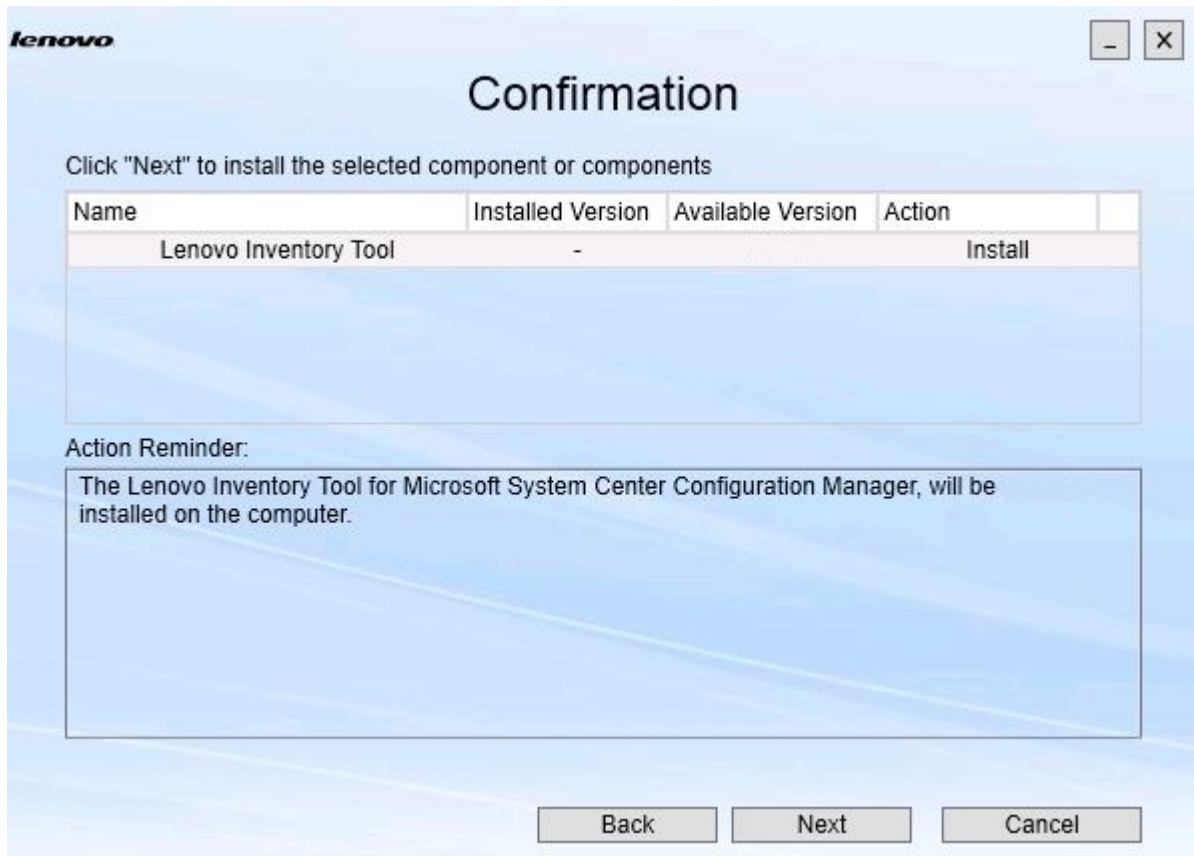 lenovo
_ X
Confirmation
Click "Next" to install the selected component or components
Name Installed Version Available Version Action
Lenovo Inventory Tool - Install
Action Reminder:
The Lenovo Inventory Tool for Microsoft System Center Configuration Manager, will be
installed on the computer.
Back Next Cancel